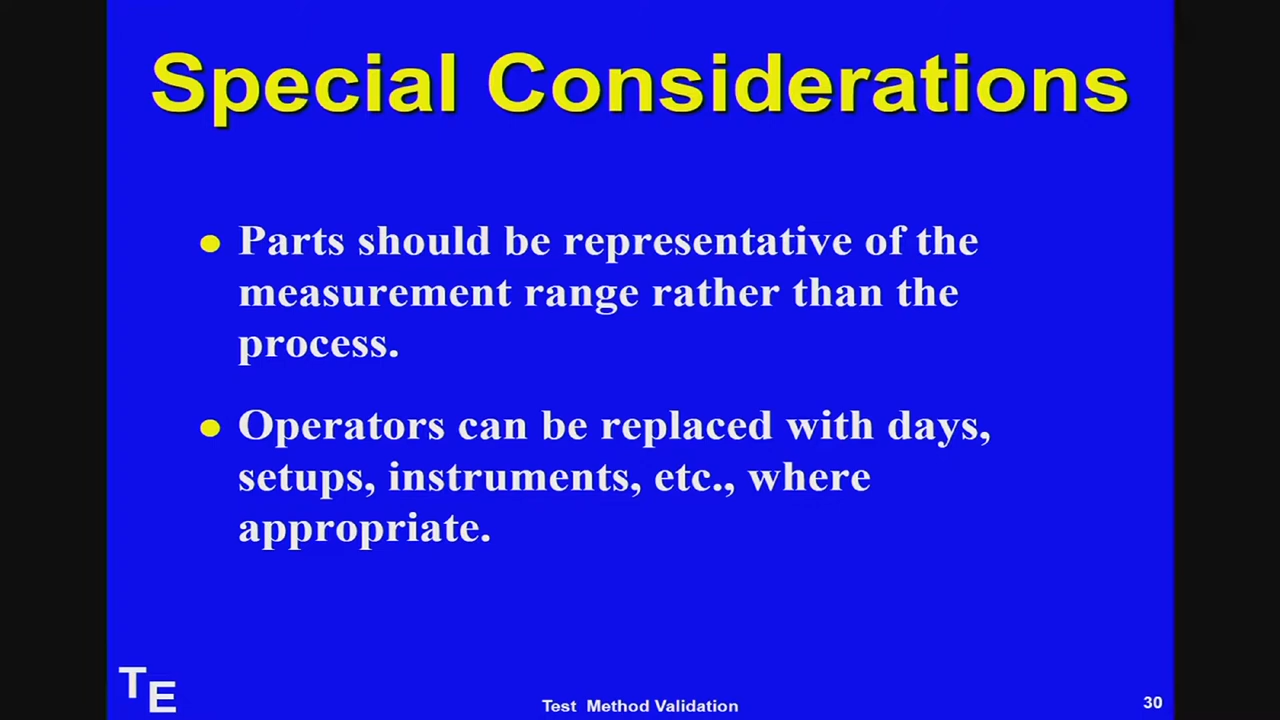 Special Considerations
Parts should be representative of the
measurement range rather than the
process.
Operators can be replaced with days,
setups, instruments, etc., where
appropriate.
TE
Test Method Validation
30